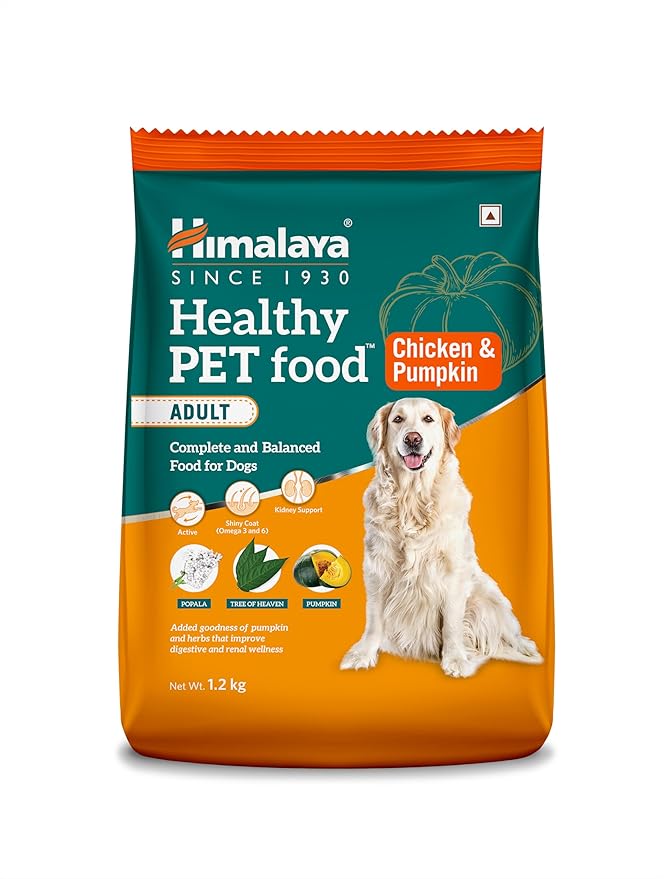 Himalaya®
SINCE 1930
Healthy
PET food™
Chicken &
Pumpkin
ADULT
Complete and Balanced
Food for Dogs
Active
Shiny Coat
(Omega 3 and 6)
Kidney Support
POPALA
TREE OF HEAVEN
PUMPKIN
Added goodness of pumpkin
and herbs that improve
digestive and renal wellness
Net Wt. 1.2 kg